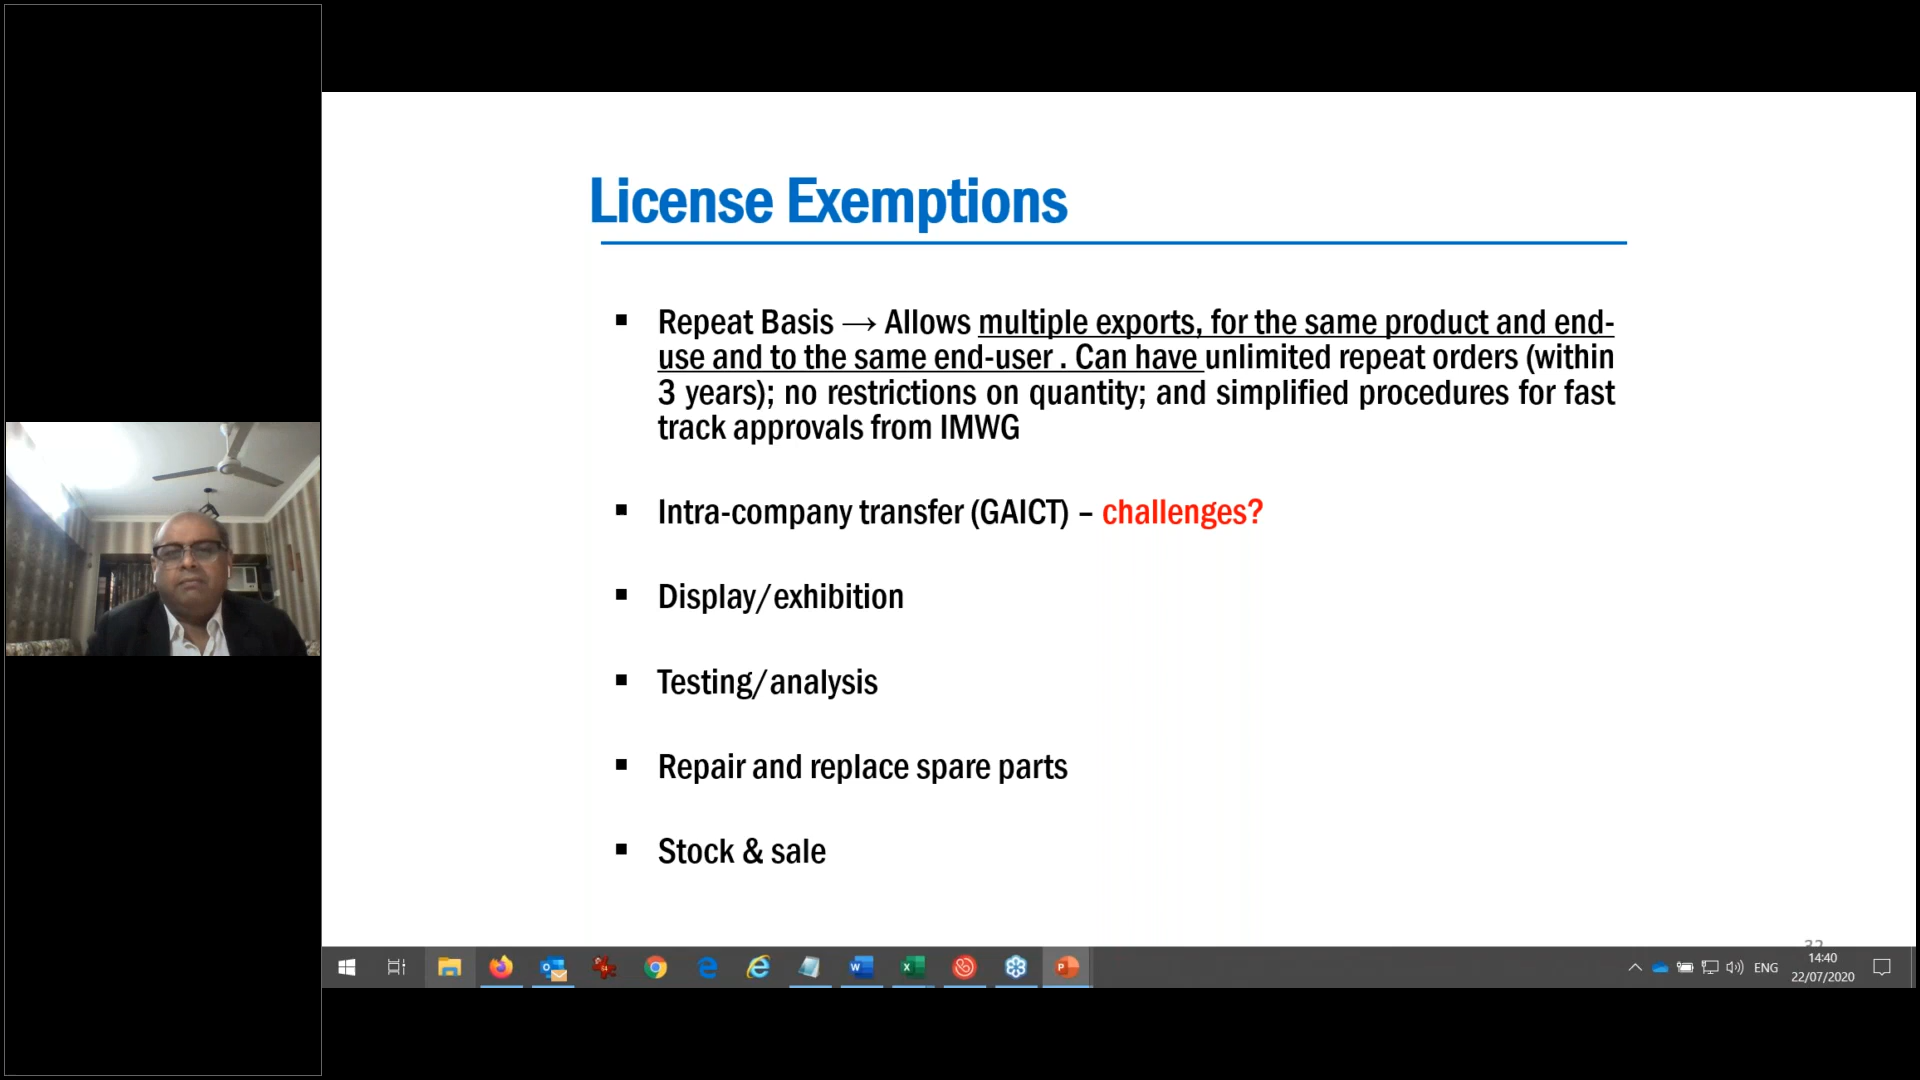 License Exemptions
▪ Repeat Basis → Allows multiple exports, for the same product and end-
use and to the same end-user . Can have unlimited repeat orders (within
3 years); no restrictions on quantity; and simplified procedures for fast
track approvals from IMWG
▪ Intra-company transfer (GAICT) – challenges?
▪ Display/exhibition
▪ Testing/analysis
▪ Repair and replace spare parts
▪ Stock & sale
ENG
14:40
22/07/2020